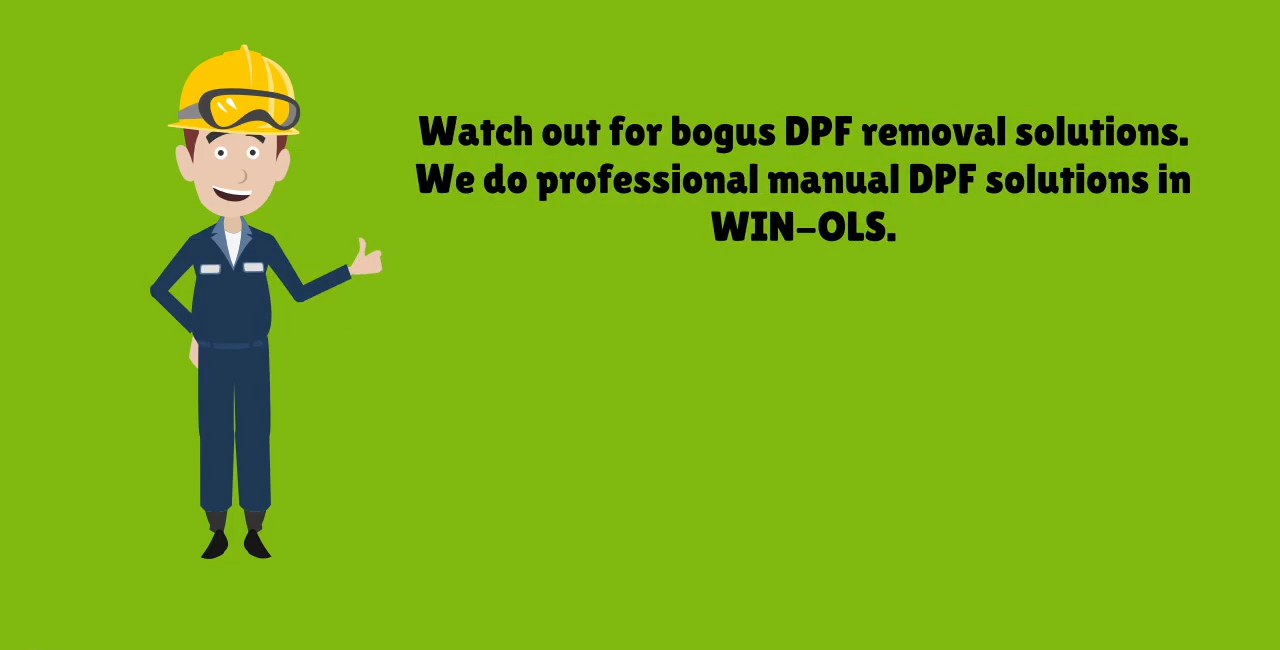 Watch out for bogus DPF removal solutions.
We do professional manual DPF solutions in
WIN-OLS.